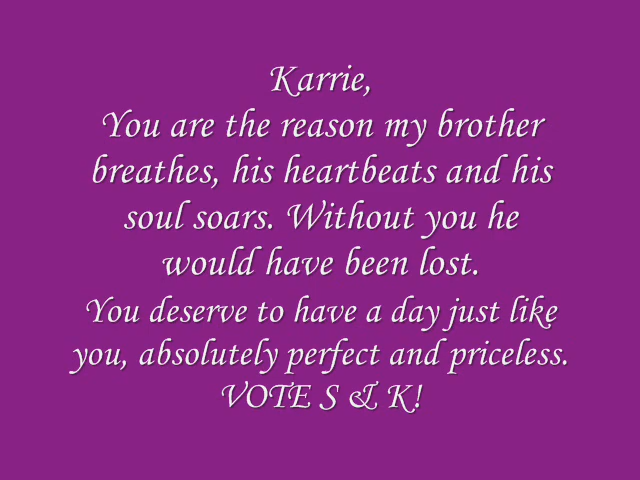 Karrie,
You are the reason my brother
breathes, his heartbeats and his
soul soars. Without you he
would have been lost.
You deserve to have a day just like
you, absolutely perfect and priceless.
VOTE S & K!